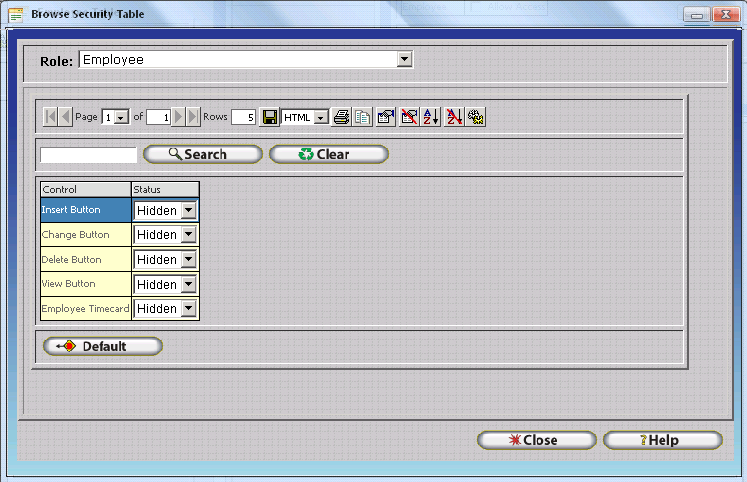 Browse Security Table
Role: Employee
Page 1 of 1 Rows 5 HTML
Search Clear
Control Status
Insert Button Hidden
Change Button Hidden
Delete Button Hidden
View Button Hidden
Employee Timecard Hidden
Default
Close Help